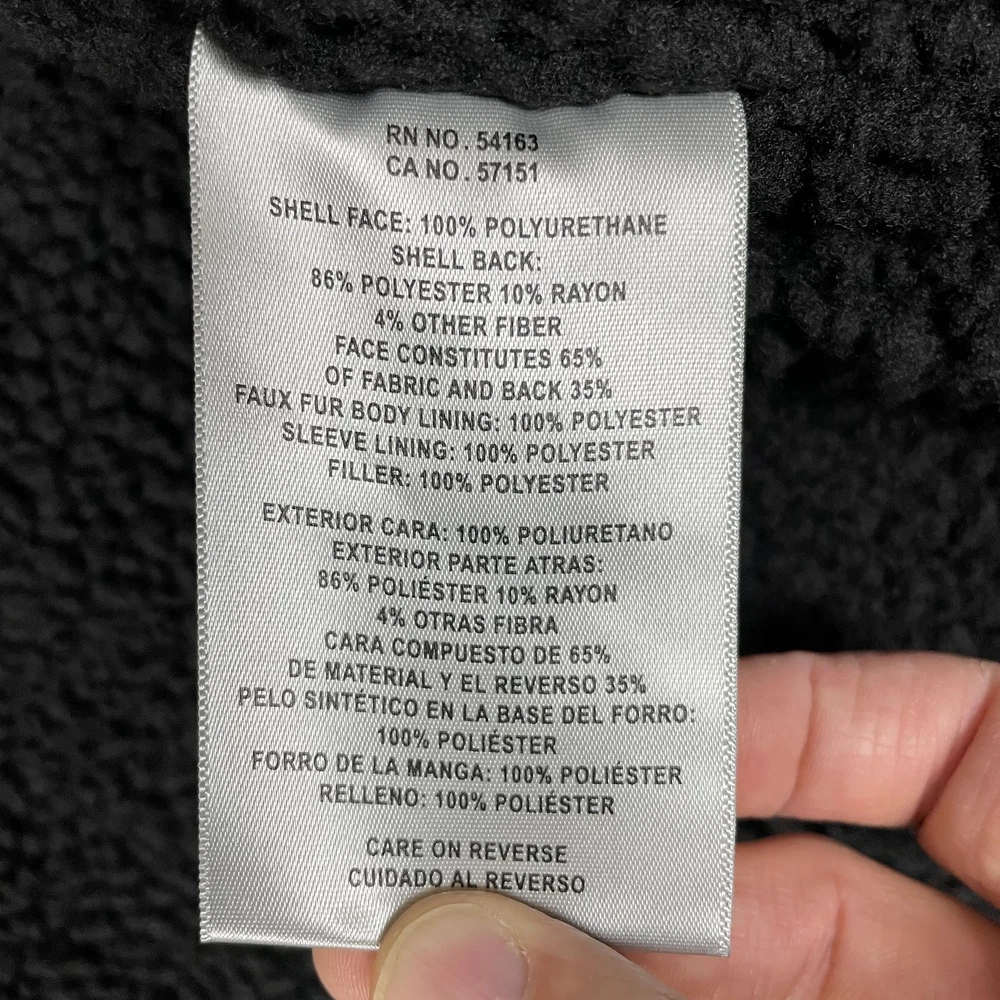 RN NO. 54163
CA NO. 57151
SHELL FACE: 100% POLYURETHANE
SHELL BACK:
86% POLYESTER 10% RAYON
4% OTHER FIBER
FACE CONSTITUTES 65%
OF FABRIC AND BACK 35%
FAUX FUR BODY LINING: 100% POLYESTER
SLEEVE LINING: 100% POLYESTER
FILLER: 100% POLYESTER
EXTERIOR CARA: 100% POLIURETANO
EXTERIOR PARTE ATRAS:
86% POLIÉSTER 10% RAYON
4% OTRAS FIBRA
CARA COMPUESTO DE 65%
DE MATERIAL Y EL REVERSO 35%
PELO SINTÉTICO EN LA BASE DEL FORRO:
100% POLIÉSTER
FORRO DE LA MANGA: 100% POLIÉSTER
RELLENO: 100% POLIÉSTER
CARE ON REVERSE
CUIDADO AL REVERSO